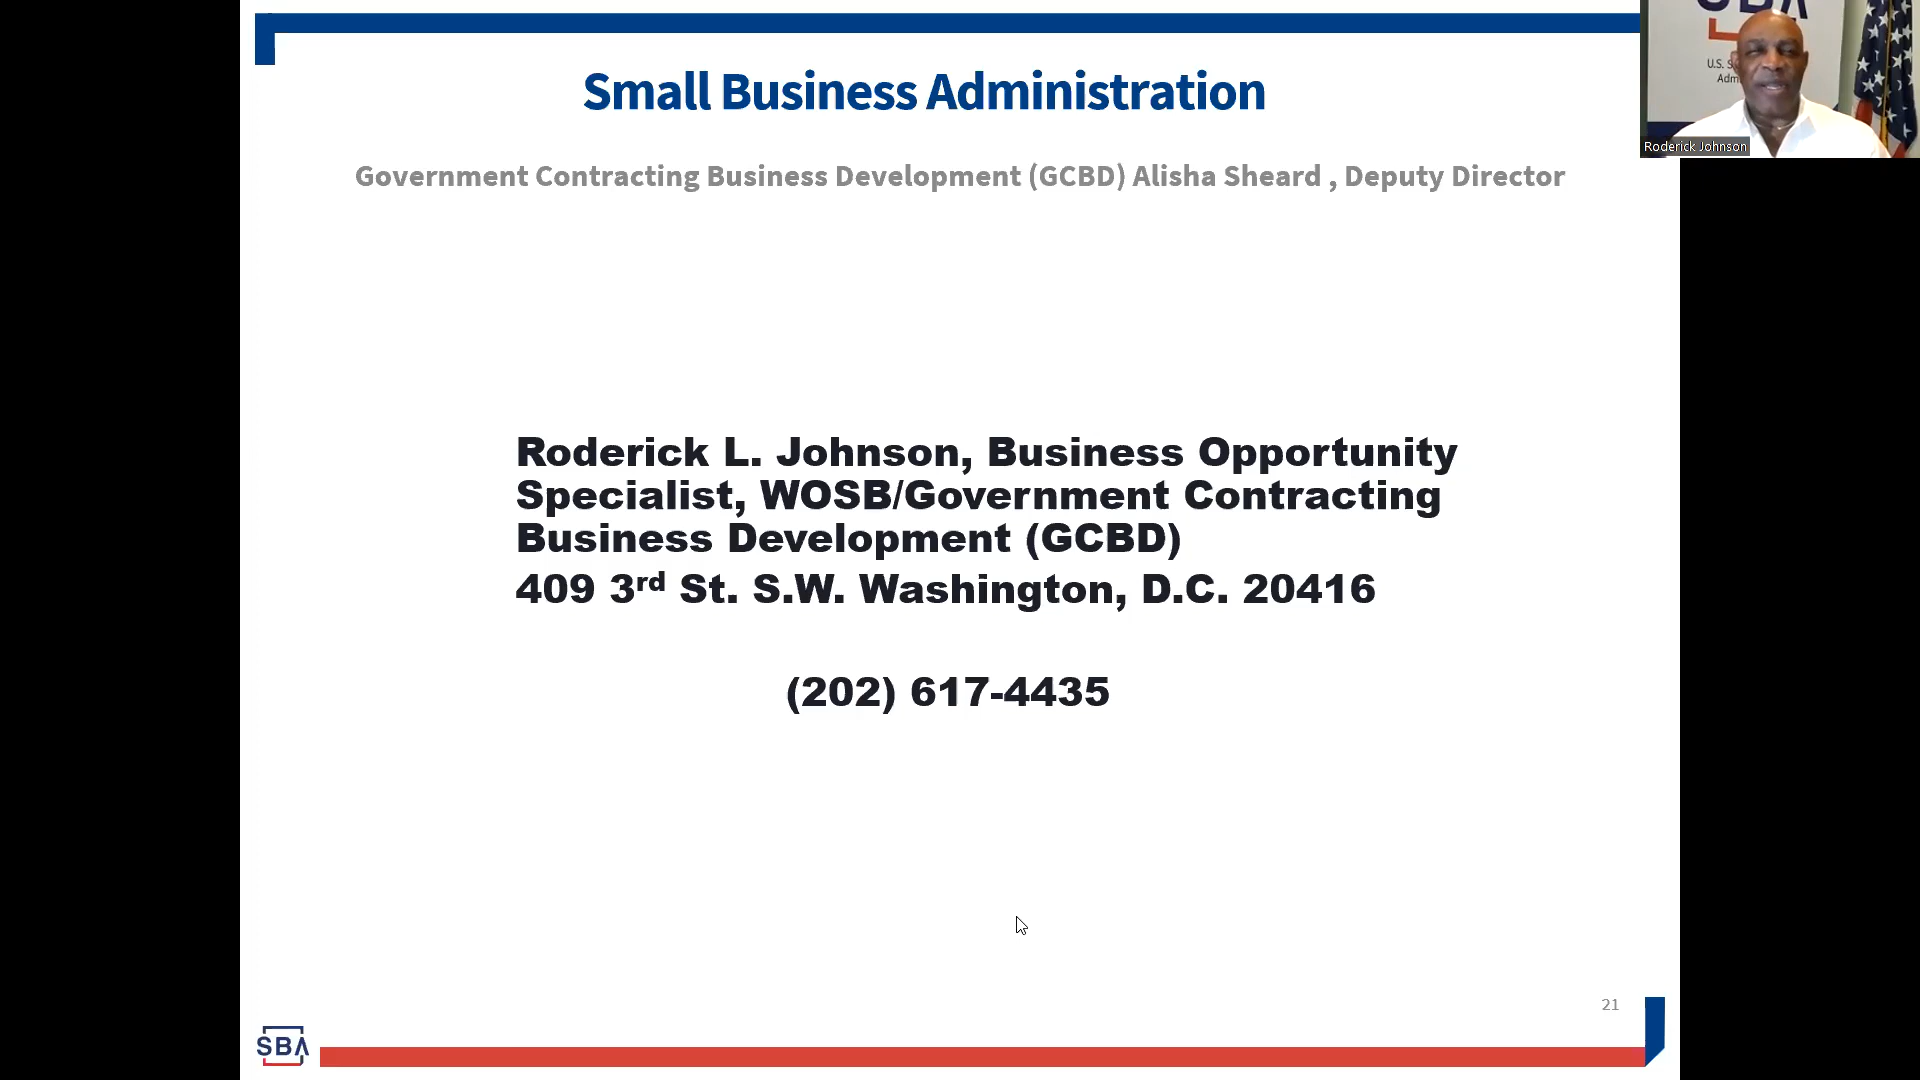 Small Business Administration
Government Contracting Business Development (GCBD) Alisha Sheard , Deputy Director
Roderick L. Johnson, Business Opportunity
Specialist, WOSB/Government Contracting
Business Development (GCBD)
409 3rd St. S.W. Washington, D.C. 20416
(202) 617-4435
21
SBA
SBA
U.S.
Roderick Johnson